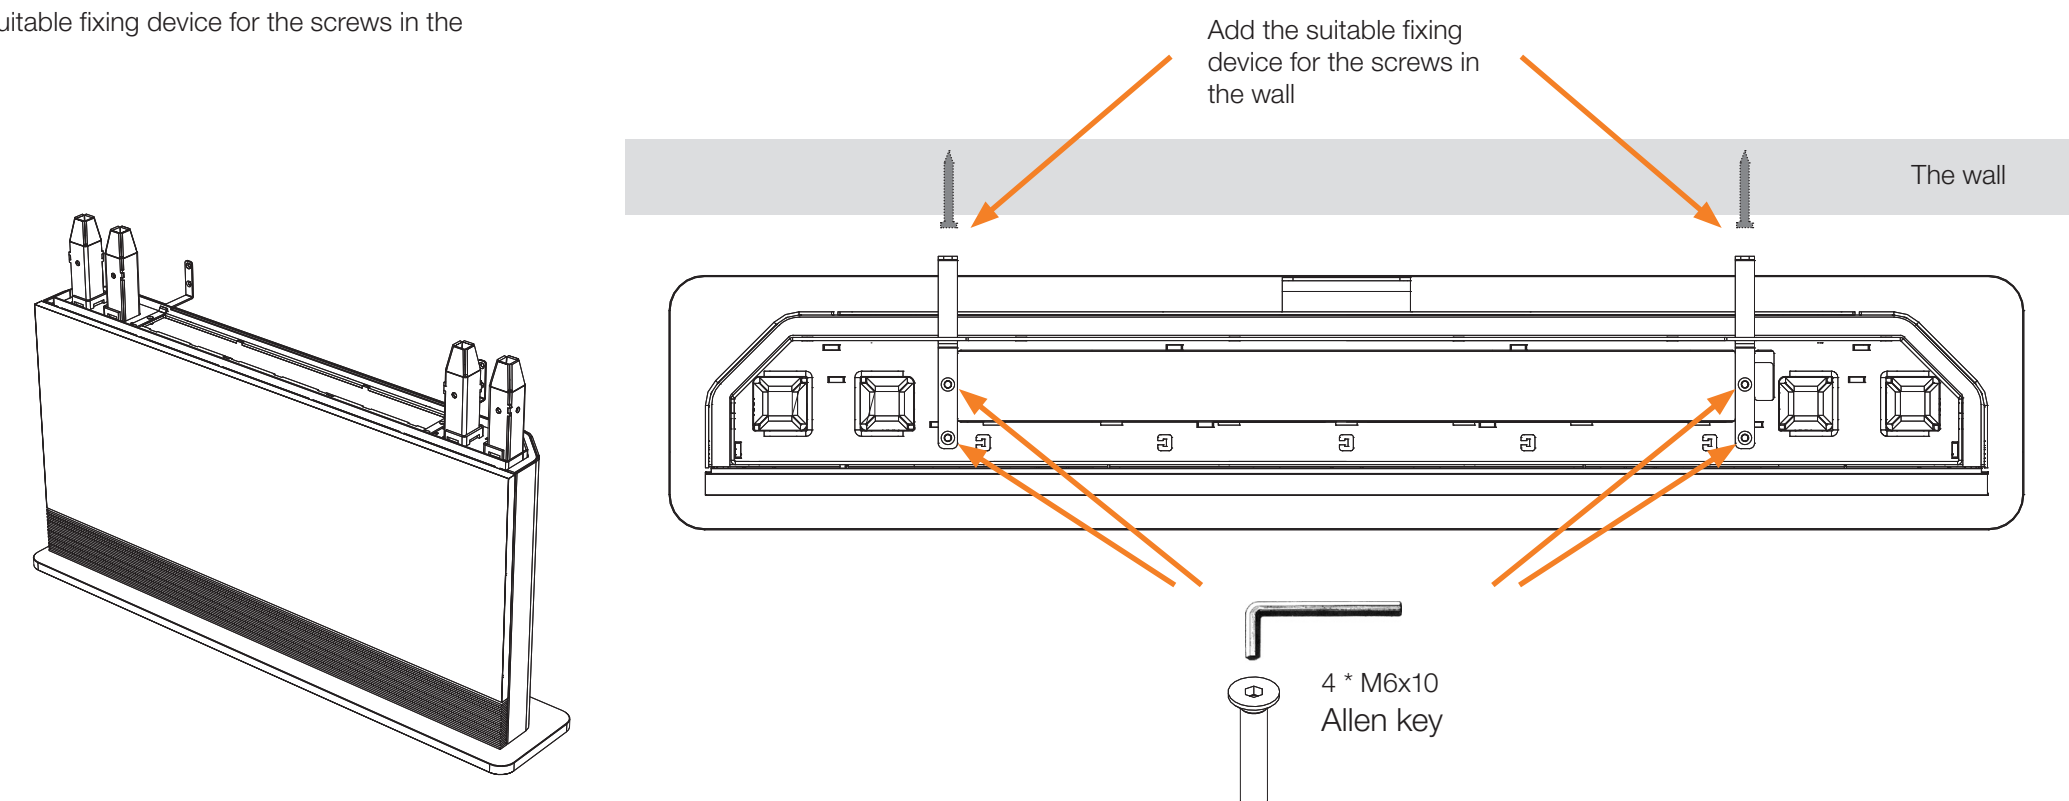 suitable fixing device for the screws in the
Add the suitable fixing
device for the screws in
the wall
The wall
4 * M6x10
Allen key